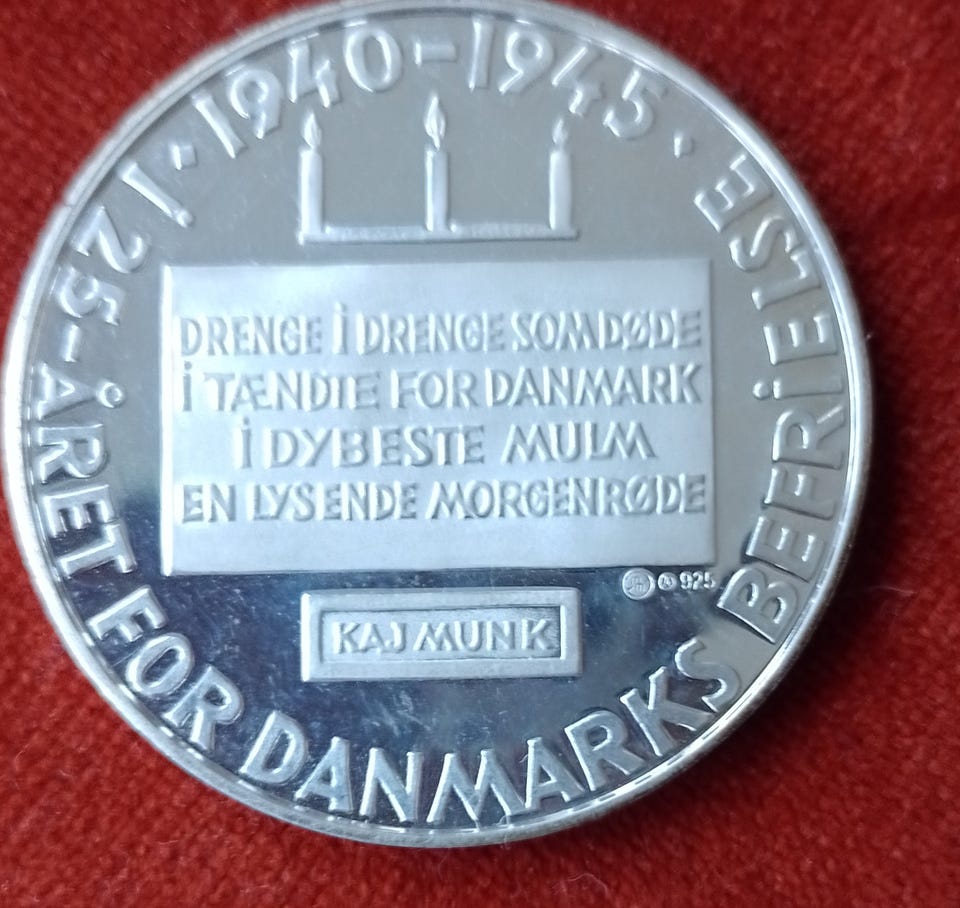 · 1940-1945 ·
I 25-ÅRET FOR DANMARKS BEFRIELSE
DRENGE I DRENGE SOM DØDE
I TÆNDTE FOR DANMARK
I DYBESTE MULM
EN LYSENDE MORGENRØDE
925
KAJ MUNK